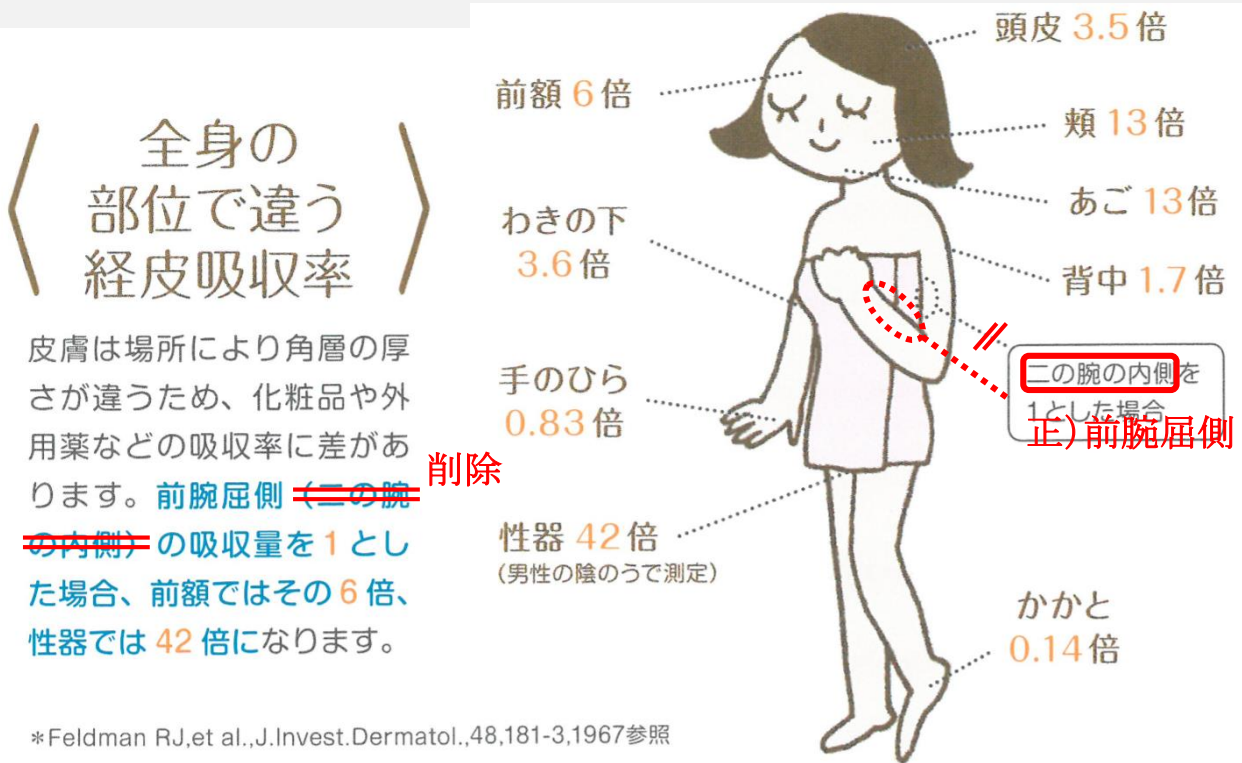 全身の
部位で違う
経皮吸収率
皮膚は場所により角層の厚
さが違うため、化粧品や外
用薬などの吸収率に差があ
ります。前腕屈側（二の腕
の内側）の吸収量を1とし
た場合、前額ではその6倍、
性器では42倍になります。
削除
*Feldman RJ,et al.,J.Invest.Dermatol.,48,181-3,1967参照
頭皮 3.5倍
前額 6倍
頬 13倍
あご 13倍
わきの下
3.6倍
背中 1.7倍
二の腕の内側を
1とした場合
正）前腕屈側
手のひら
0.83倍
性器 42倍
(男性の陰のうで測定)
かかと
0.14倍